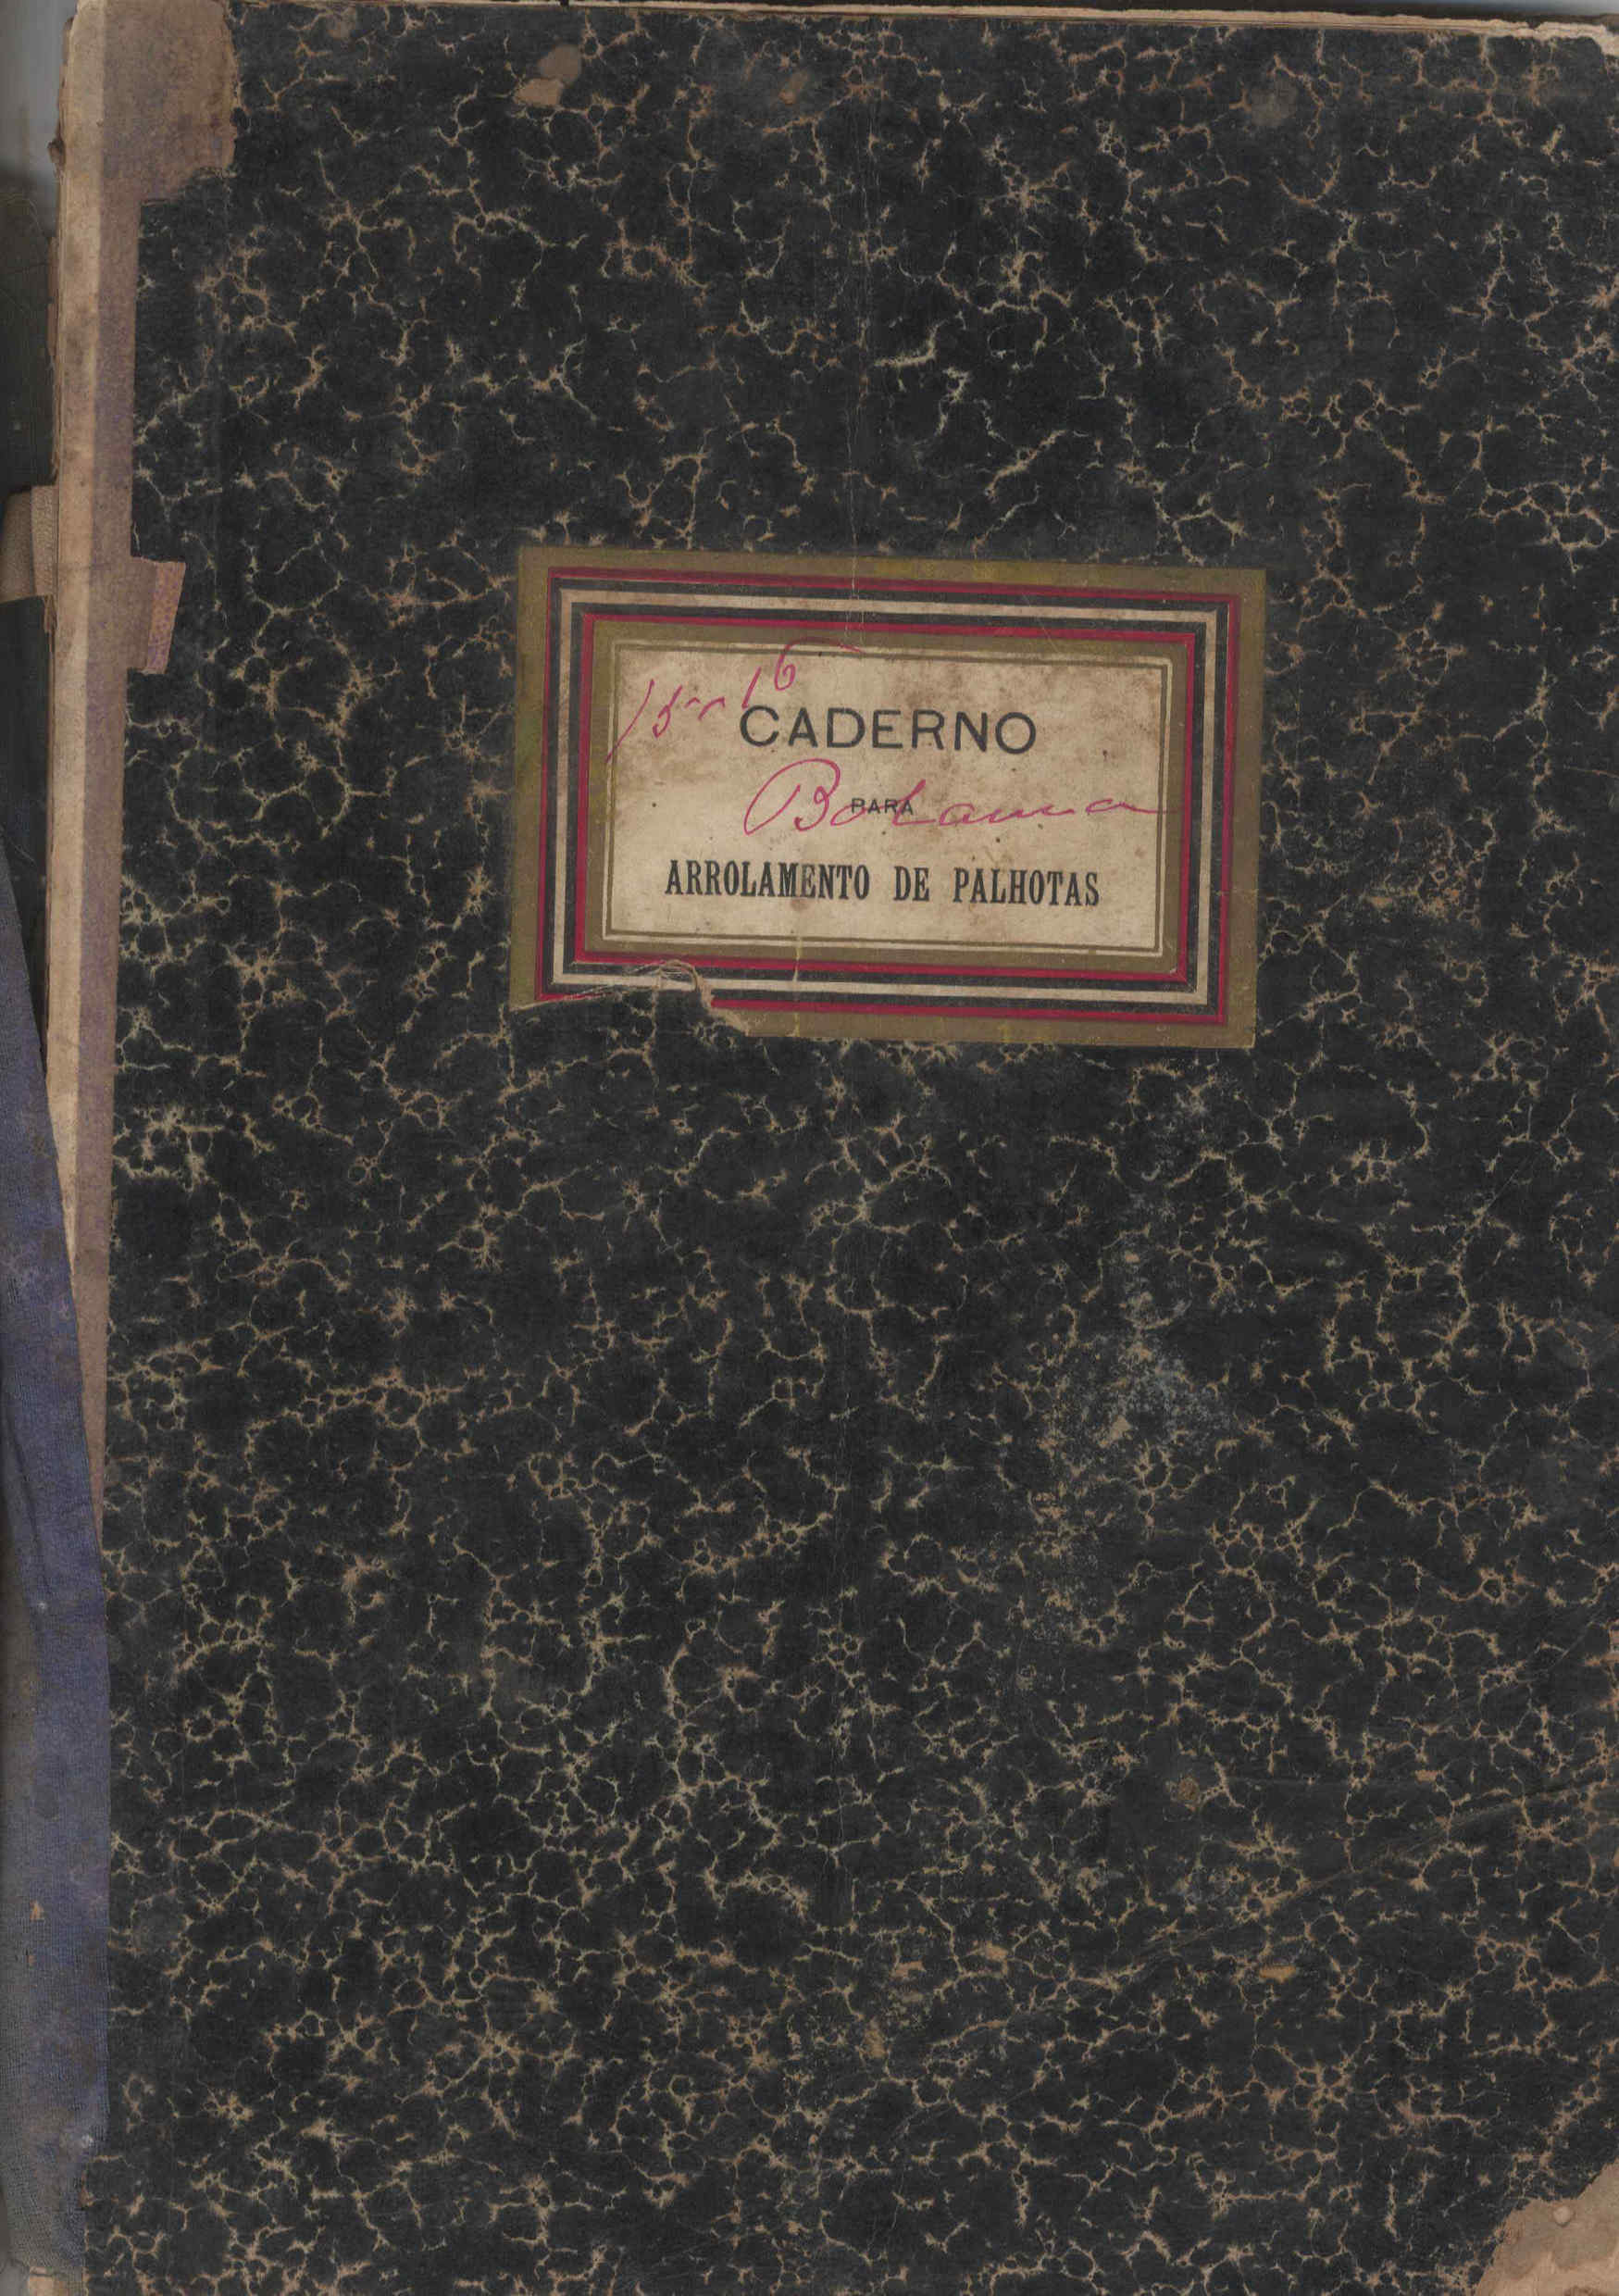 CADERNO
PARA
Bolama
ARROLAMENTO DE PALHOTAS